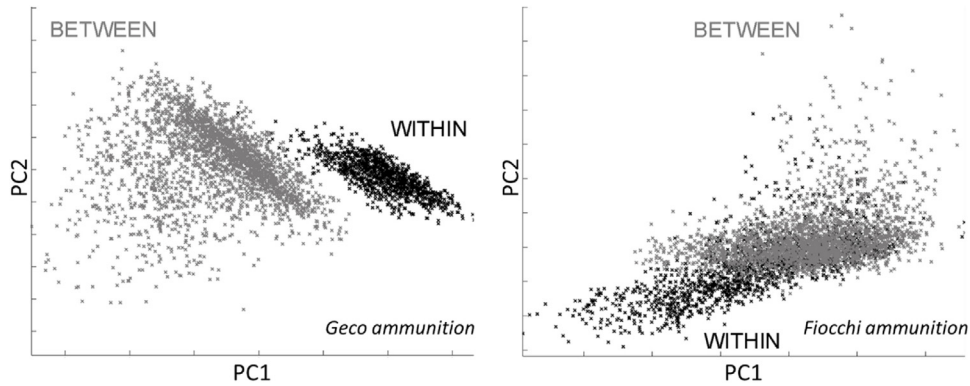 BETWEEN
WITHIN
PC2
Geco ammunition
PC1
BETWEEN
PC2
WITHIN
Fiocchi ammunition
PC1